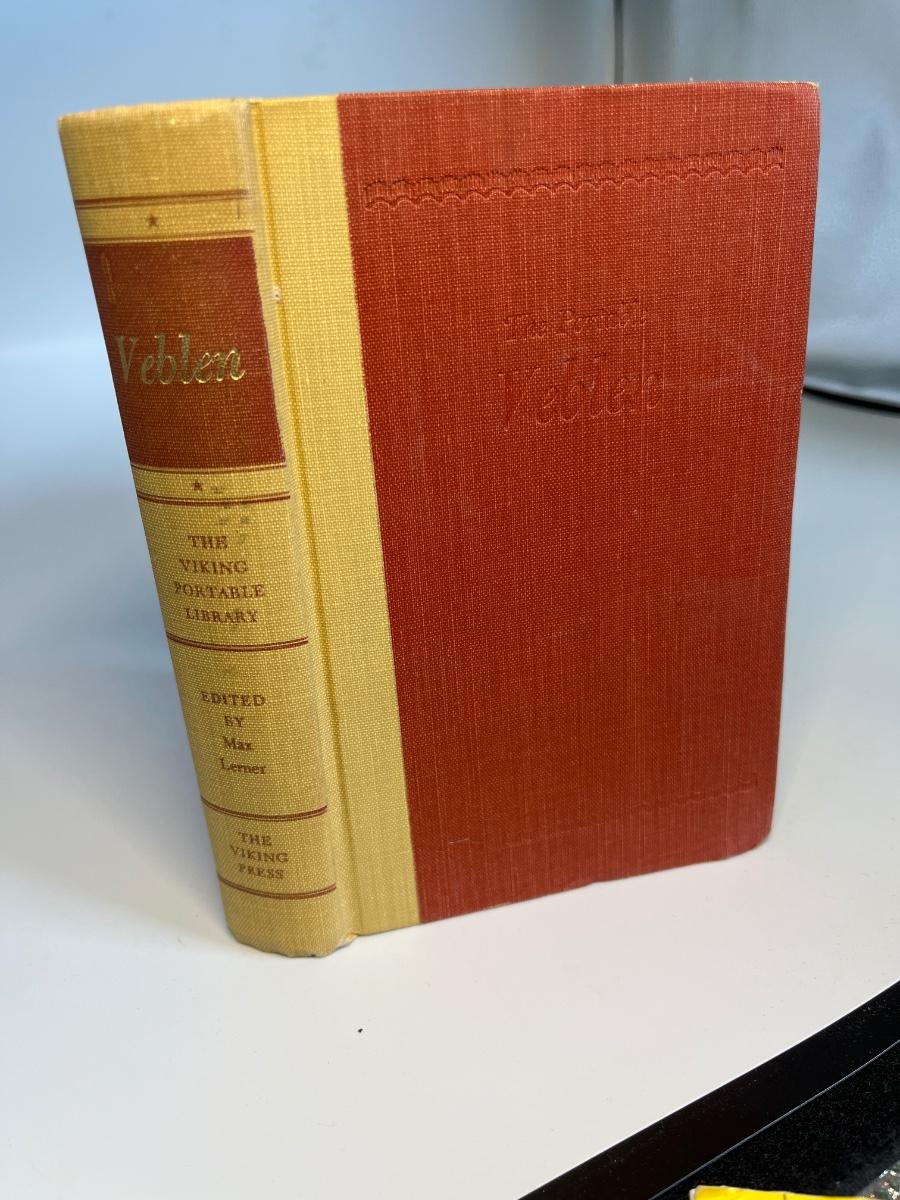 Veblen
THE
VIKING
PORTABLE
LIBRARY
EDITED
BY
Max
Lerner
THE
VIKING
PRESS
The Portable
Veblen